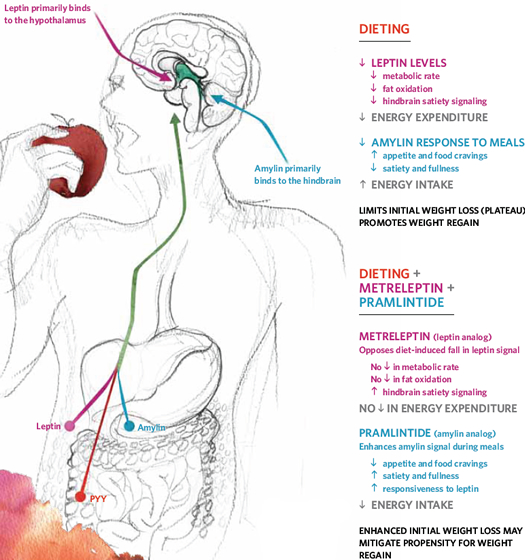 Leptin primarily binds
to the hypothalamus
Amylin primarily
binds to the hindbrain
Leptin
Amylin
PYY
DIETING
↓ LEPTIN LEVELS
↓ metabolic rate
↓ fat oxidation
↓ hindbrain satiety signaling
↓ ENERGY EXPENDITURE
↓ AMYLIN RESPONSE TO MEALS
↑ appetite and food cravings
↓ satiety and fullness
↑ ENERGY INTAKE
LIMITS INITIAL WEIGHT LOSS (PLATEAU)
PROMOTES WEIGHT REGAIN
DIETING +
METRELEPTIN +
PRAMLINTIDE
METRELEPTIN (leptin analog)
Opposes diet-induced fall in leptin signal
No ↓ in metabolic rate
No ↓ in fat oxidation
↑ hindbrain satiety signaling
NO ↓ IN ENERGY EXPENDITURE
PRAMLINTIDE (amylin analog)
Enhances amylin signal during meals
↓ appetite and food cravings
↑ satiety and fullness
↑ responsiveness to leptin
↓ ENERGY INTAKE
ENHANCED INITIAL WEIGHT LOSS MAY
MITIGATE PROPENSITY FOR WEIGHT
REGAIN